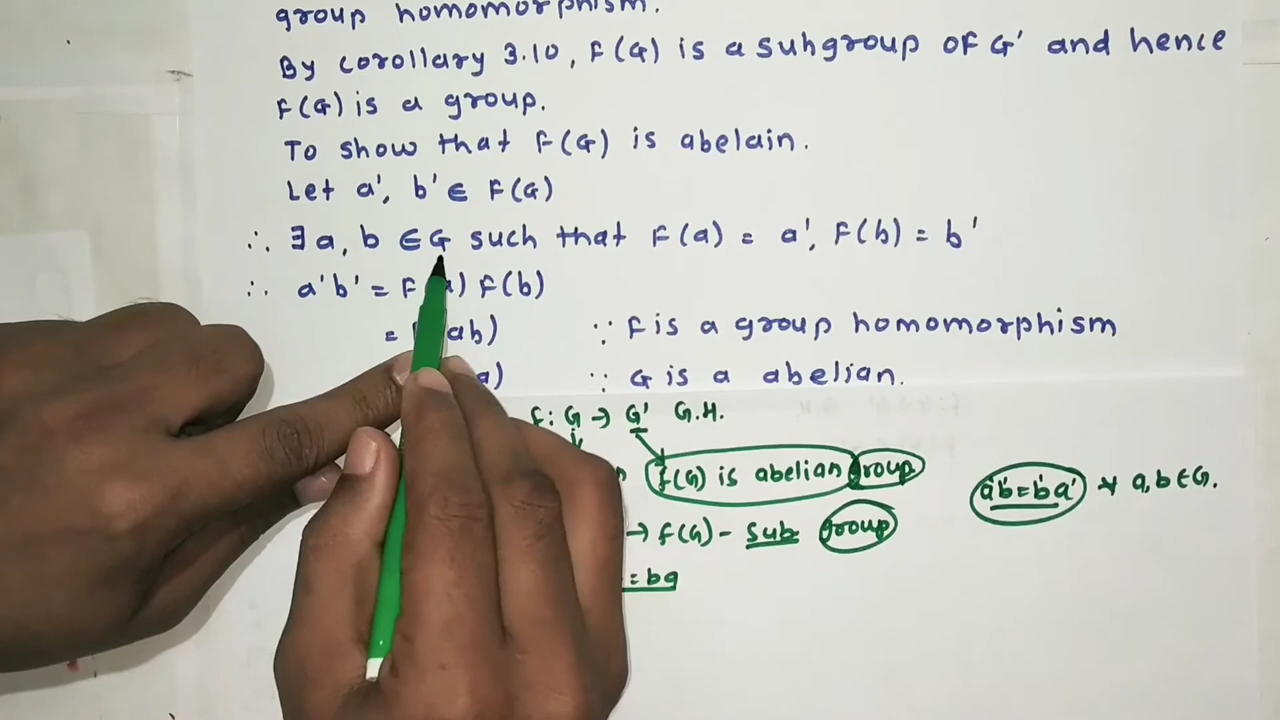 group homomorphism.
By corollary 3.10, F(G) is a subgroup of G' and hence
F(G) is a group.
To show that F(G) is abelain.
Let a', b' ∈ F(G)
∴ ∃ a, b ∈ G such that F(a) = a', F(b) = b'
∴ a'b' = F( ) F(b)
= ab) ∵ F is a group homomorphism
a) ∵ G is a abelian.
F: G → G' G.H.
f(G) is abelian group
a'b' = b'a' ∀ a, b ∈ G.
→ f(G) - sub group
= ba